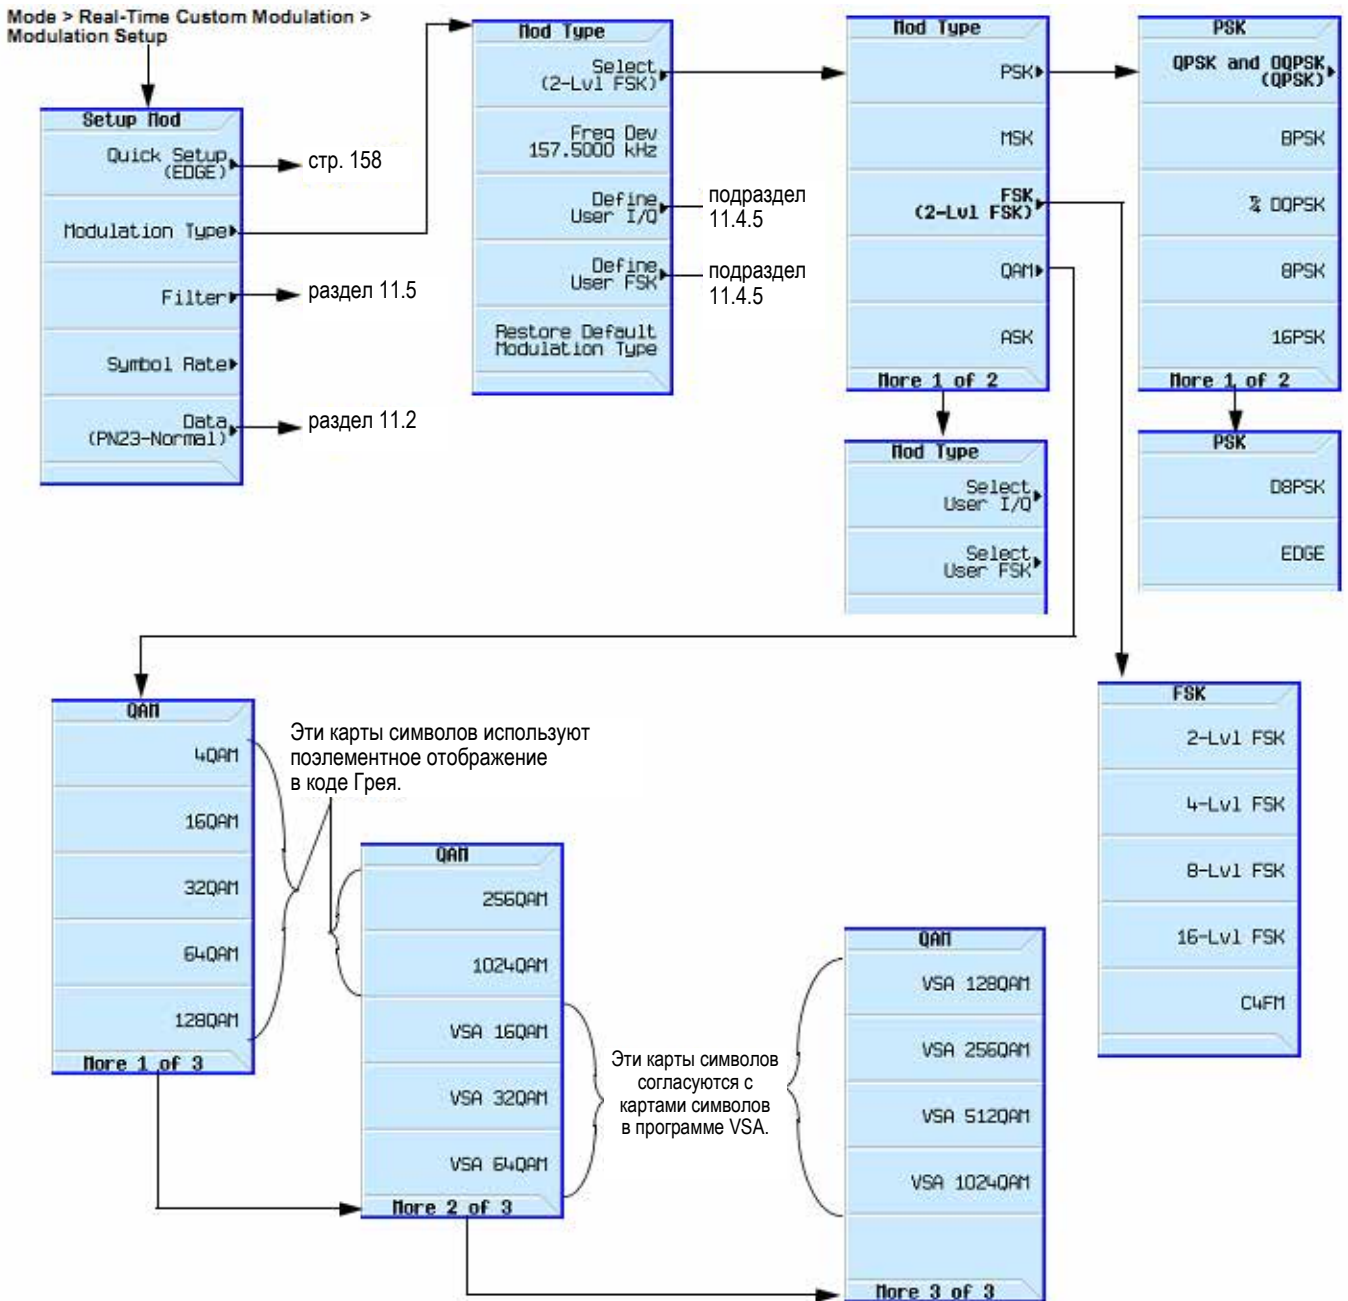 Mode > Real-Time Custom Modulation >
Modulation Setup
Setup Mod
Quick Setup
(EDGE)
стр. 158
Modulation Type
Filter
раздел 11.5
Symbol Rate
Data
(PN23-Normal)
раздел 11.2
Mod Type
Select
(2-Lvl FSK)
Freq Dev
157.5000 kHz
Define
User I/Q
подраздел
11.4.5
Define
User FSK
подраздел
11.4.5
Restore Default
Modulation Type
Mod Type
PSK
MSK
FSK
(2-Lvl FSK)
QAM
ASK
More 1 of 2
Mod Type
Select
User I/Q
Select
User FSK
PSK
QPSK and OQPSK
(QPSK)
BPSK
π/4 DQPSK
8PSK
16PSK
More 1 of 2
PSK
D8PSK
EDGE
QAM
4QAM
16QAM
32QAM
64QAM
128QAM
More 1 of 3
Эти карты символов используют
поэлементное отображение
в коде Грея.
QAM
256QAM
1024QAM
VSA 16QAM
VSA 32QAM
VSA 64QAM
More 2 of 3
Эти карты символов
согласуются с
картами символов
в программе VSA.
QAM
VSA 128QAM
VSA 256QAM
VSA 512QAM
VSA 1024QAM
More 3 of 3
FSK
2-Lvl FSK
4-Lvl FSK
8-Lvl FSK
16-Lvl FSK
C4FM